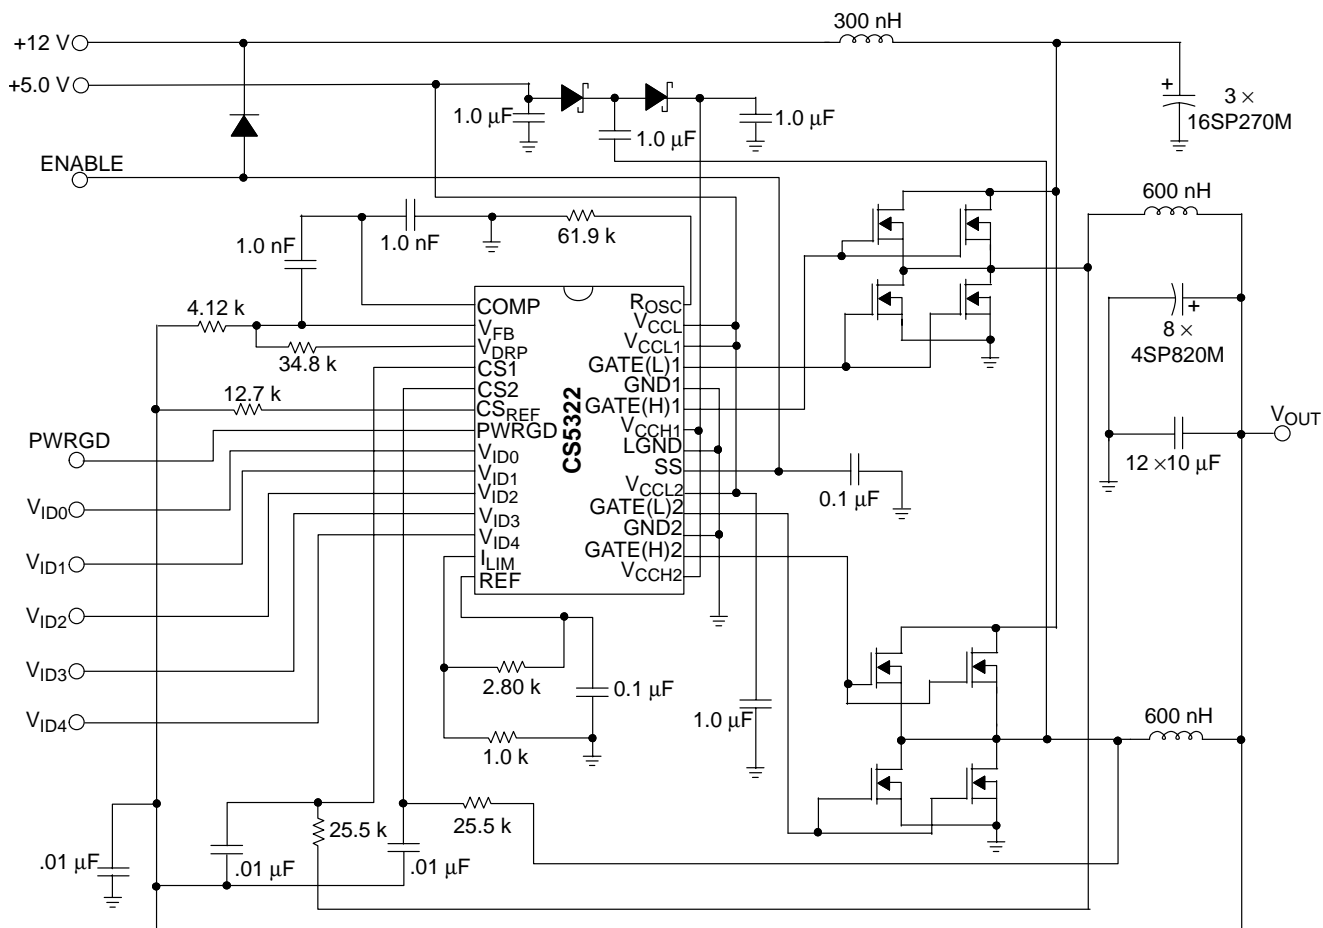 300 nH
+12 V
+5.0 V
1.0 μF
1.0 μF
1.0 μF
+
3 ×
16SP270M
ENABLE
600 nH
1.0 nF
1.0 nF
61.9 k
4.12 k
34.8 k
12.7 k
COMP
VFB
VDRP
CS1
CS2
CSREF
PWRGD
VID0
VID1
VID2
VID3
VID4
ILIM
REF
CS5322
ROSC
VCCL
VCCL1
GATE(L)1
GND1
GATE(H)1
VCCH1
LGND
SS
VCCL2
GATE(L)2
GND2
GATE(H)2
VCCH2
+
8 ×
4SP820M
VOUT
12 ×10 μF
0.1 μF
PWRGD
VID0
VID1
VID2
VID3
VID4
2.80 k
0.1 μF
1.0 k
1.0 μF
600 nH
25.5 k
25.5 k
.01 μF
.01 μF
.01 μF